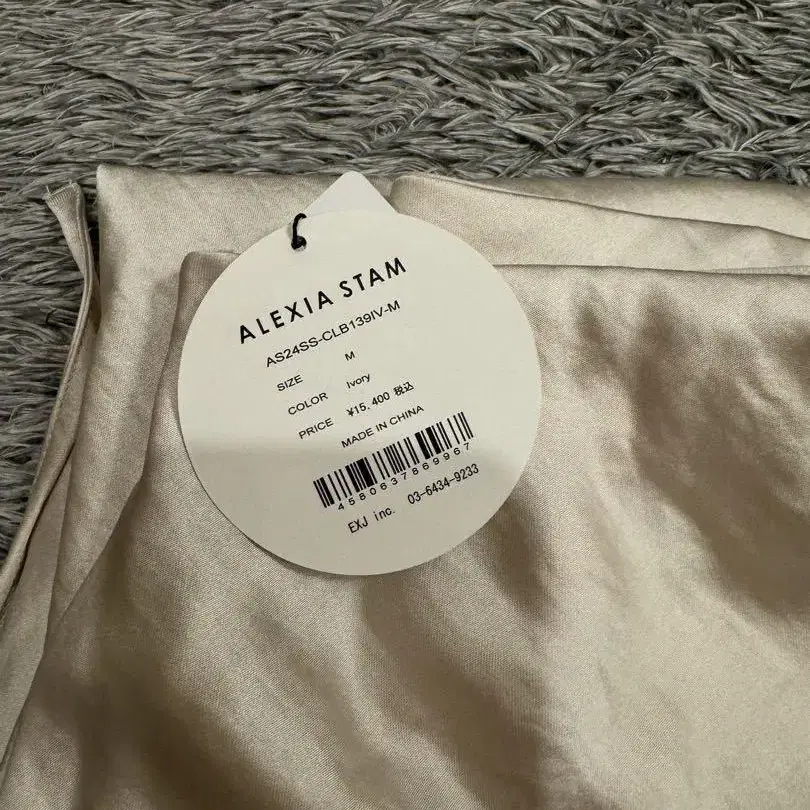 ALEXIA STAM
AS24SS-CLB139IV-M
SIZE M
COLOR Ivory
PRICE ¥15.400 税込
MADE IN CHINA
4580637869967
EXJ inc. 03-6434-9233